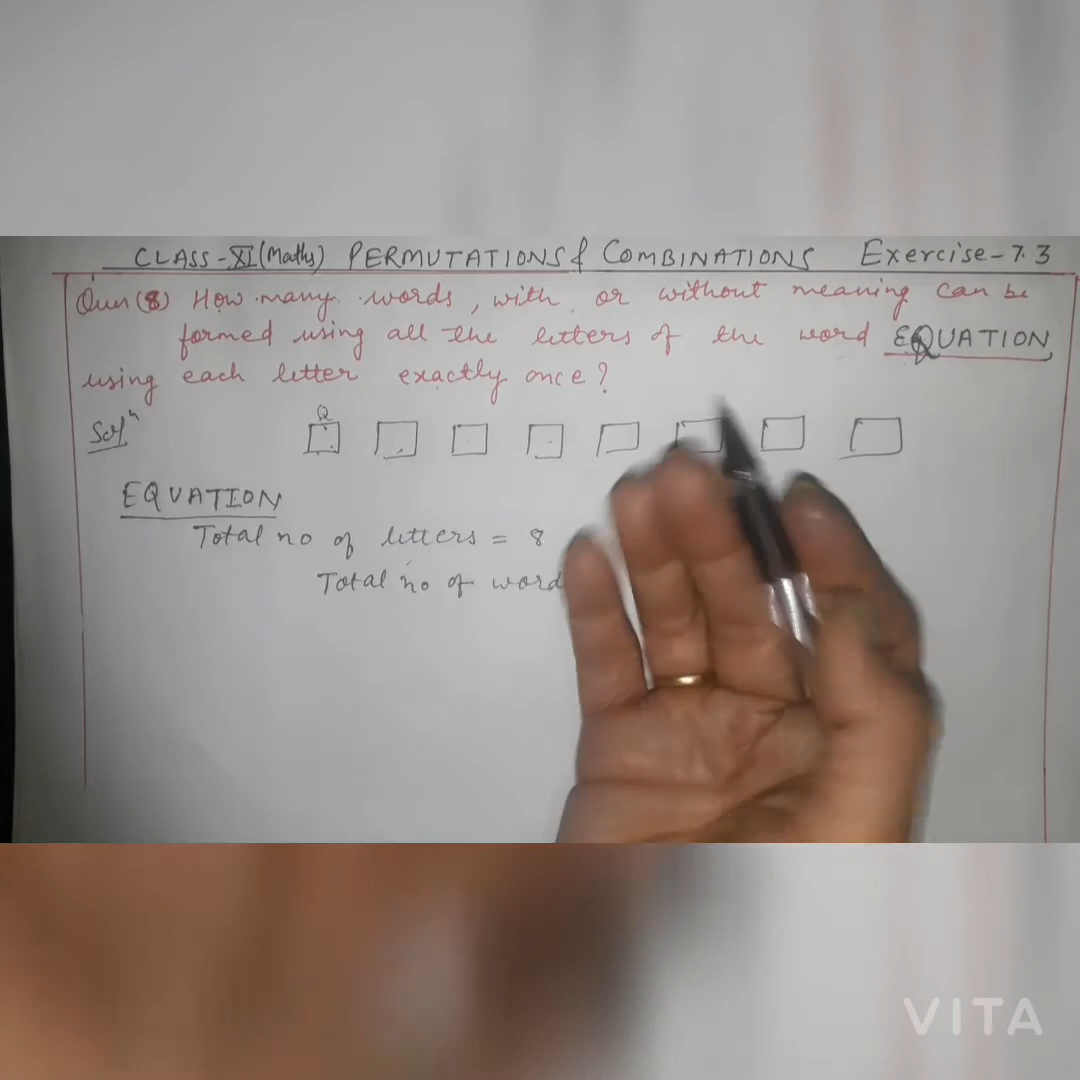 CLASS-XI (Maths) PERMUTATIONS & COMBINATIONS Exercise-7.3
Ques (8) How many words, with or without meaning can be
formed using all the letters of the word EQUATION,
using each letter exactly once?
Solⁿ
Q
EQUATION
Total no of letters = 8
Total no of word
VITA